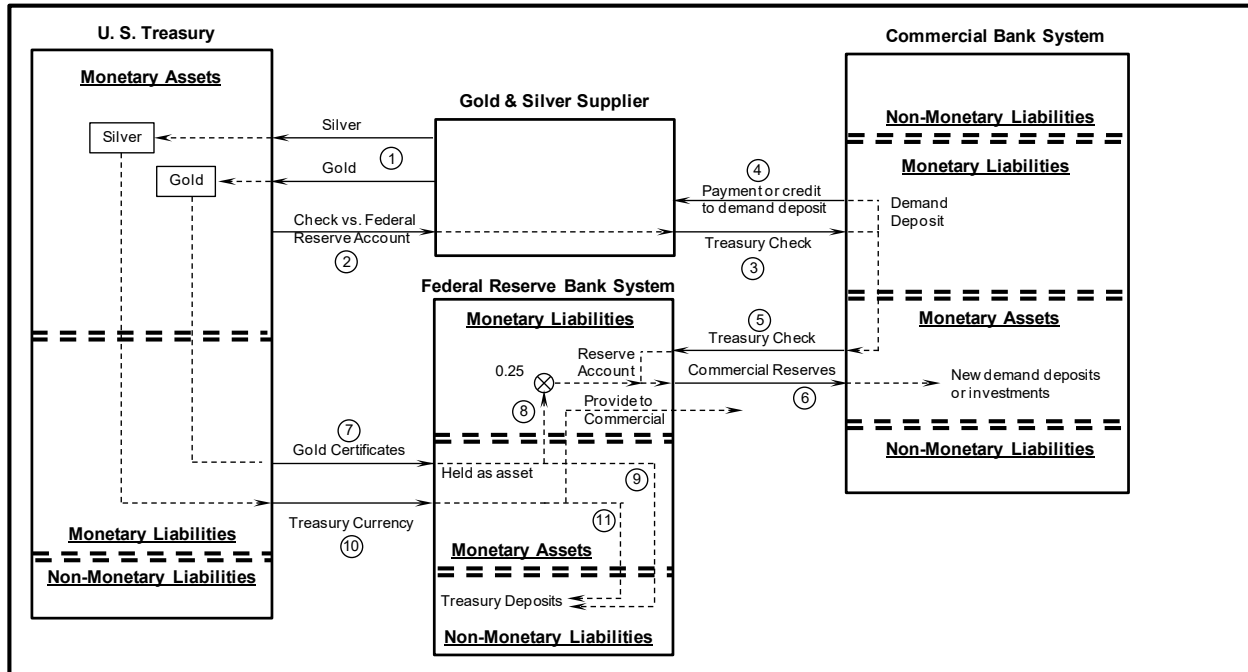 U. S. Treasury
Monetary Assets
Silver
Gold
Monetary Liabilities
Non-Monetary Liabilities
Gold & Silver Supplier
Silver
1
Gold
Check vs. Federal
Reserve Account
2
4
Payment or credit
to demand deposit
Treasury Check
3
Commercial Bank System
Non-Monetary Liabilities
Monetary Liabilities
Demand
Deposit
Monetary Assets
New demand deposits
or investments
Non-Monetary Liabilities
Federal Reserve Bank System
Monetary Liabilities
5
Treasury Check
Reserve
Account
Commercial Reserves
6
0.25
8
Provide to
Commercial
7
Gold Certificates
Held as asset
9
Treasury Currency
10
11
Monetary Assets
Treasury Deposits
Non-Monetary Liabilities